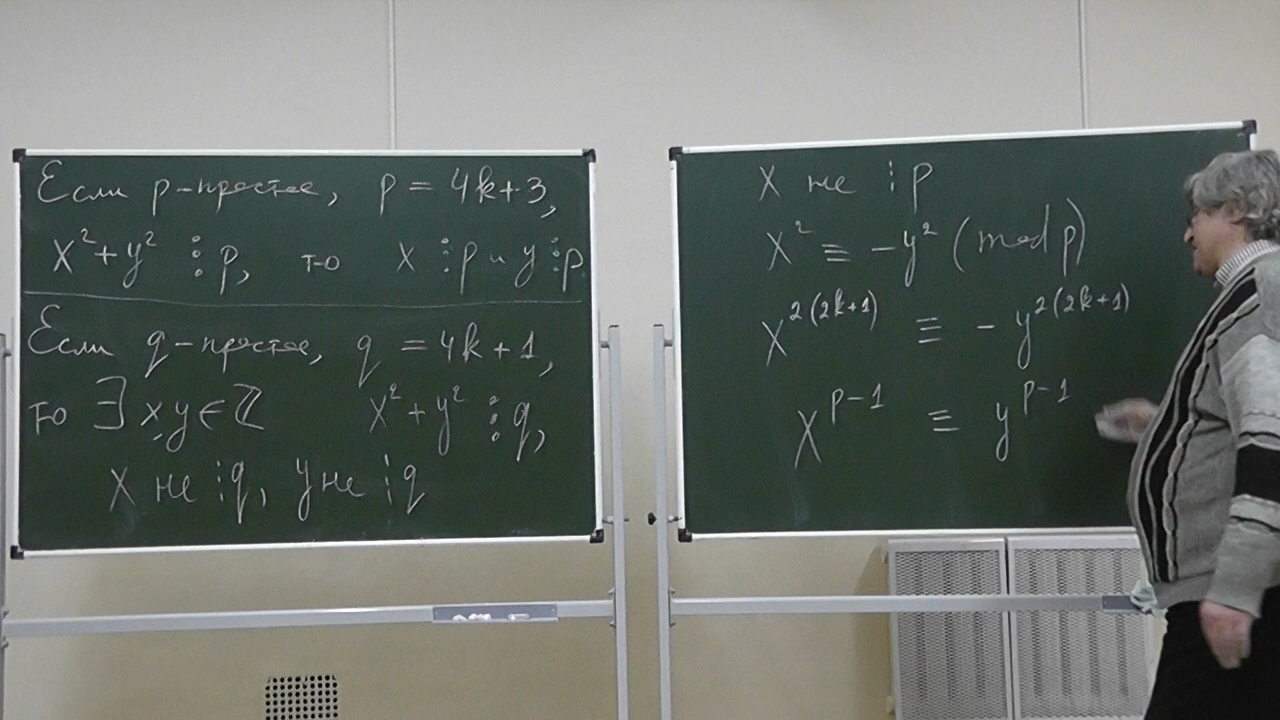 Если p-простое, p = 4k+3,
x²+y² ⋮ p, то x ⋮ p и y ⋮ p
Если q-простое, q = 4k+1,
то ∃ x,y ∈ ℤ x²+y² ⋮ q,
x не ⋮ q, y не ⋮ q
x не ⋮ p
x² ≡ -y² (mod p)
x^{2(2k+1)} ≡ - y^{2(2k+1)}
x^{p-1} ≡ y^{p-1}